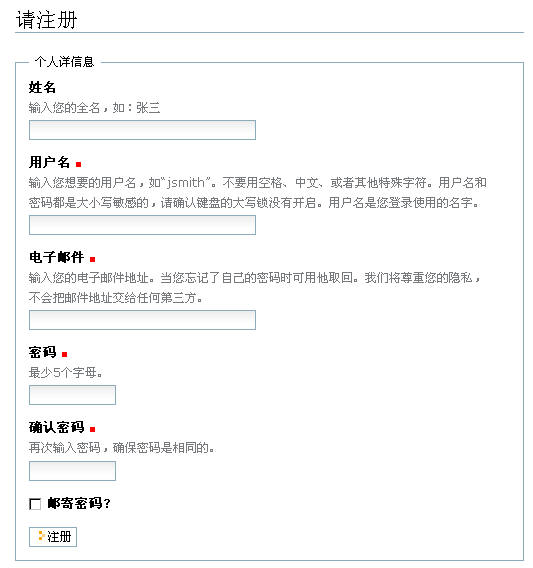 请注册
个人详信息
姓名
输入您的全名，如：张三
用户名
输入您想要的用户名，如“jsmith”。不要用空格、中文、或者其他特殊字符。用户名和
密码都是大小写敏感的，请确认键盘的大写锁没有开启。用户名是您登录使用的名字。
电子邮件
输入您的电子邮件地址。当您忘记了自己的密码时可用他取回。我们将尊重您的隐私，
不会把邮件地址交给任何第三方。
密码
最少5个字母。
确认密码
再次输入密码，确保密码是相同的。
邮寄密码？
注册